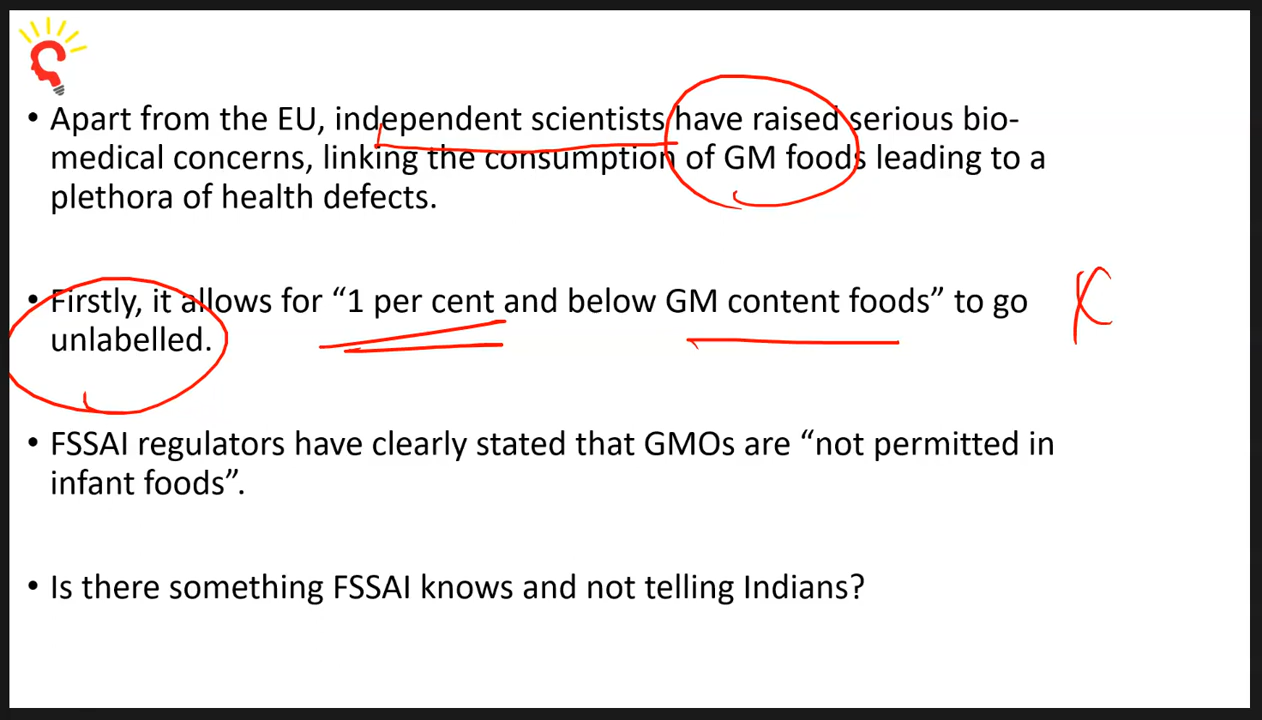 • Apart from the EU, independent scientists have raised serious bio-
medical concerns, linking the consumption of GM foods leading to a
plethora of health defects.
• Firstly, it allows for “1 per cent and below GM content foods” to go
unlabelled.
• FSSAI regulators have clearly stated that GMOs are “not permitted in
infant foods”.
• Is there something FSSAI knows and not telling Indians?